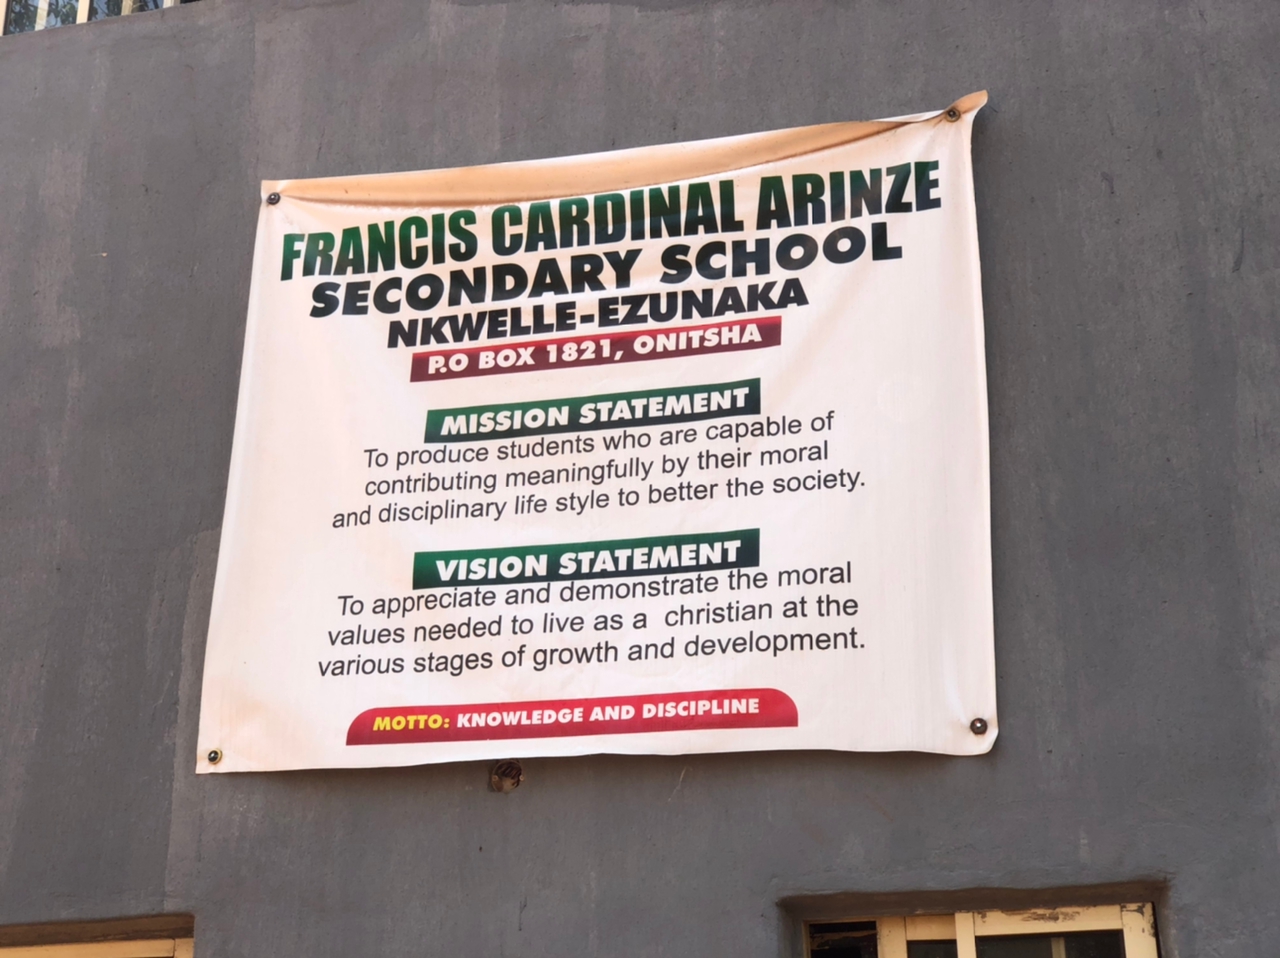 FRANCIS CARDINAL ARINZE
SECONDARY SCHOOL
NKWELLE-EZUNAKA
P.O BOX 1821, ONITSHA
MISSION STATEMENT
To produce students who are capable of
contributing meaningfully by their moral
and disciplinary life style to better the society.
VISION STATEMENT
To appreciate and demonstrate the moral
values needed to live as a christian at the
various stages of growth and development.
MOTTO: KNOWLEDGE AND DISCIPLINE